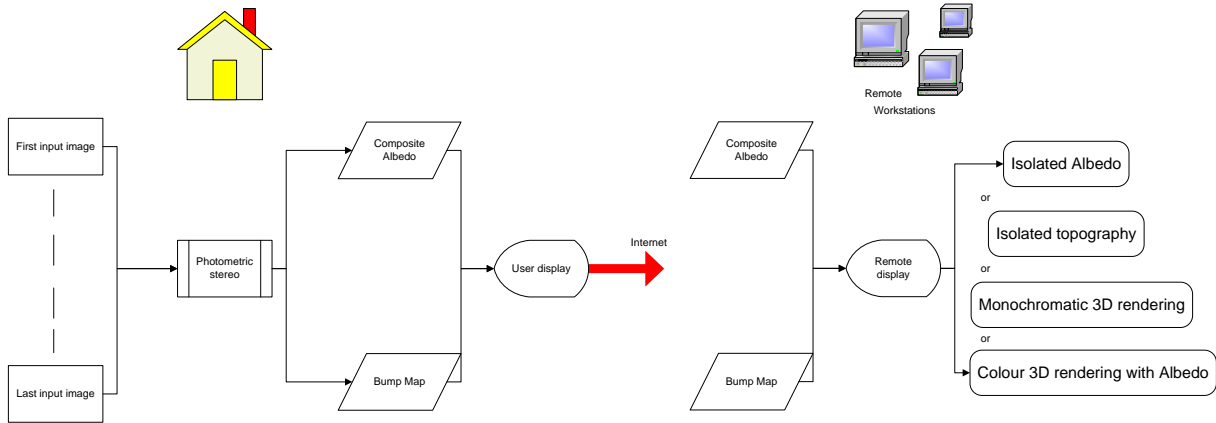 Remote
Workstations
First input image
Last input image
Photometric
stereo
Composite
Albedo
Bump Map
User display
Internet
Composite
Albedo
Bump Map
Remote
display
Isolated Albedo
or
Isolated topography
or
Monochromatic 3D rendering
or
Colour 3D rendering with Albedo